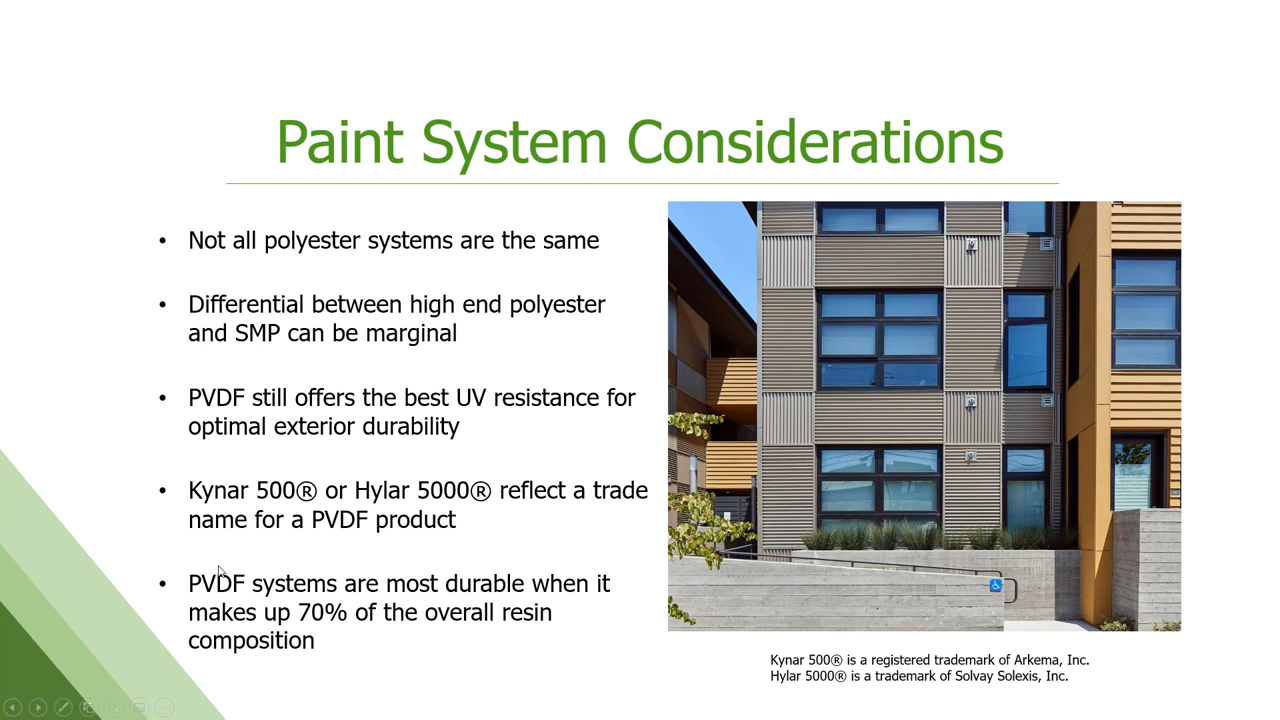 Paint System Considerations
• Not all polyester systems are the same
• Differential between high end polyester
and SMP can be marginal
• PVDF still offers the best UV resistance for
optimal exterior durability
• Kynar 500® or Hylar 5000® reflect a trade
name for a PVDF product
• PVDF systems are most durable when it
makes up 70% of the overall resin
composition
Kynar 500® is a registered trademark of Arkema, Inc.
Hylar 5000® is a trademark of Solvay Solexis, Inc.